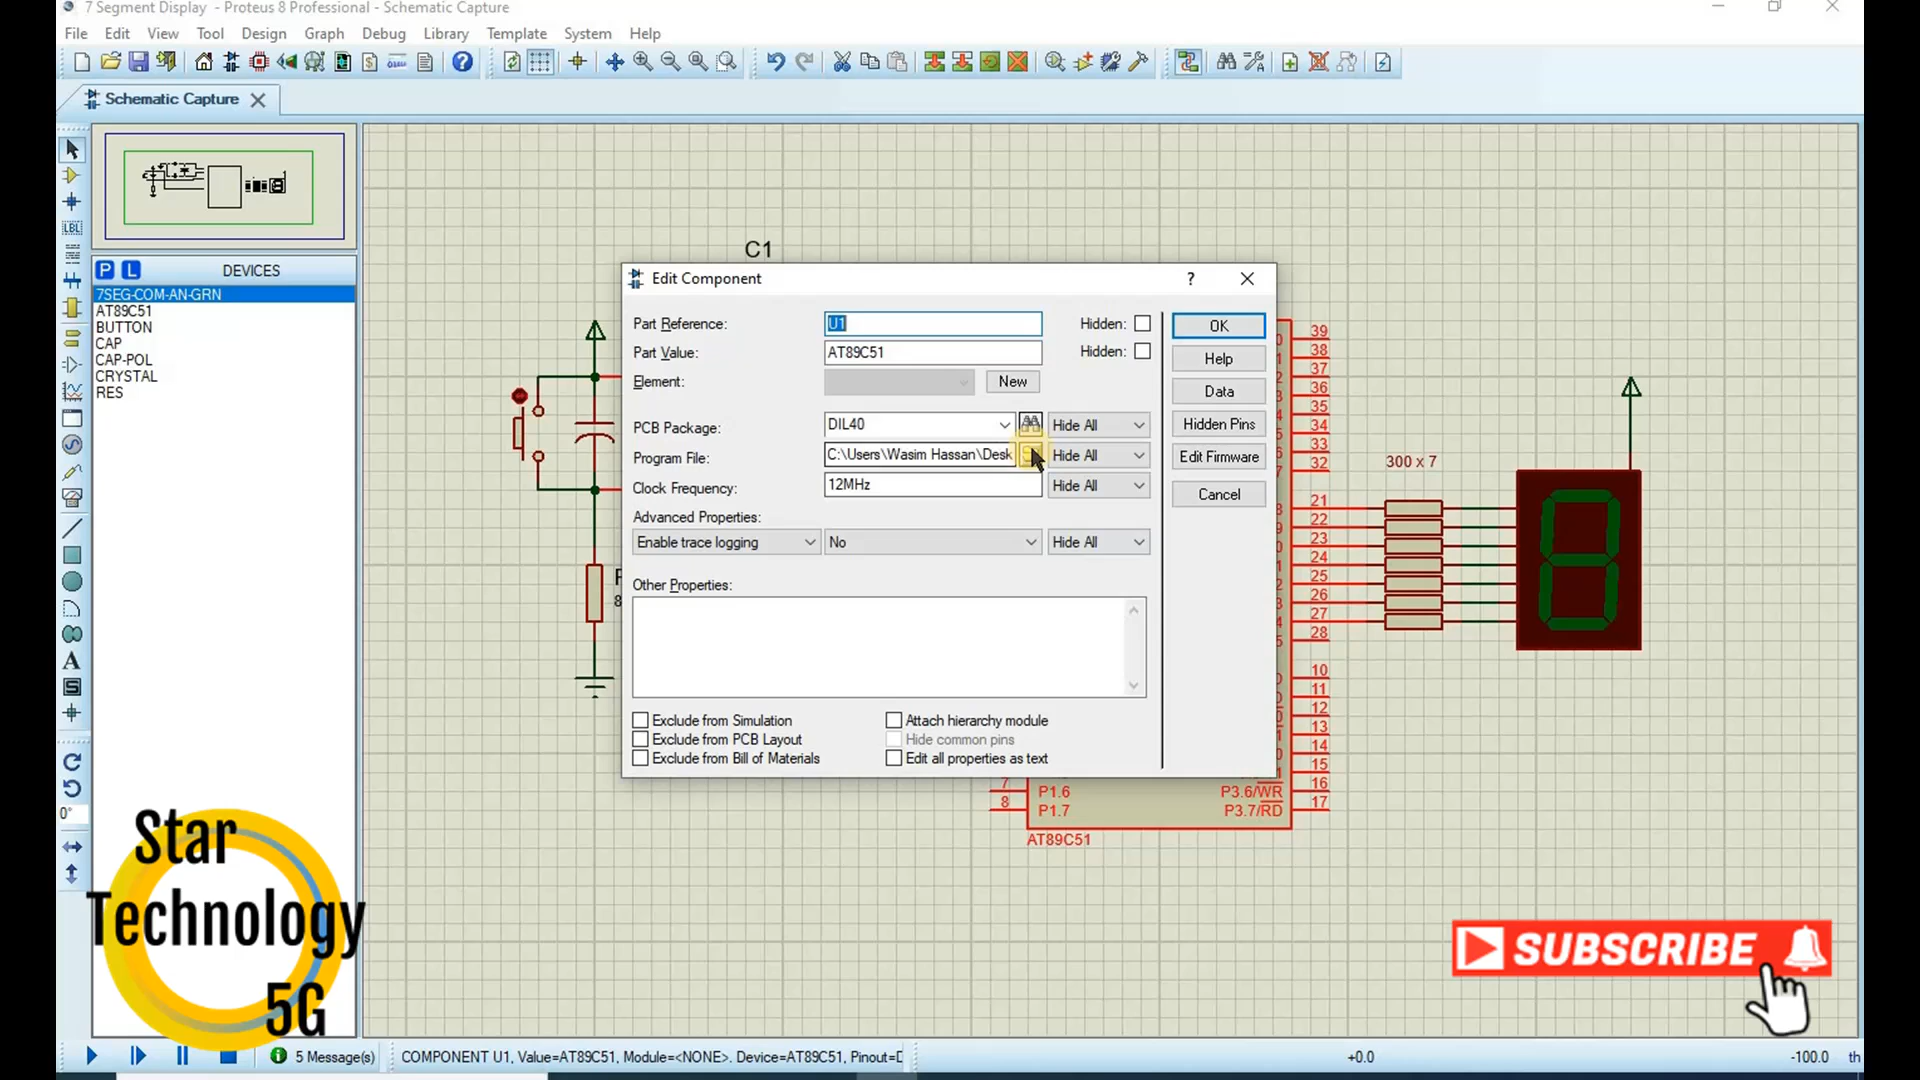 7 Segment Display - Proteus 8 Professional - Schematic Capture
File Edit View Tool Design Graph Debug Library Template System Help
Schematic Capture
P L DEVICES
7SEG-COM-AN-GRN
AT89C51
BUTTON
CAP
CAP-POL
CRYSTAL
RES
LBL
A
S
0°
C1
Edit Component
Part Reference: U1 Hidden: OK
Part Value: AT89C51 Hidden: Help
Element: New Data
PCB Package: DIL40 Hide All Hidden Pins
Program File: C:\Users\Wasim Hassan\Desk Hide All Edit Firmware
Clock Frequency: 12MHz Hide All Cancel
Advanced Properties:
Enable trace logging No Hide All
Other Properties:
Exclude from Simulation Attach hierarchy module
Exclude from PCB Layout Hide common pins
Exclude from Bill of Materials Edit all properties as text
39
38
37
36
35
34
33
32
300 x 7
21
22
23
24
25
26
27
28
10
11
12
13
14
15
7 P1.6 P3.6/WR 16
8 P1.7 P3.7/RD 17
AT89C51
Star
Technology
5G
SUBSCRIBE
5 Message(s) COMPONENT U1, Value=AT89C51, Module=<NONE>. Device=AT89C51, Pinout=D +0.0 -100.0 th